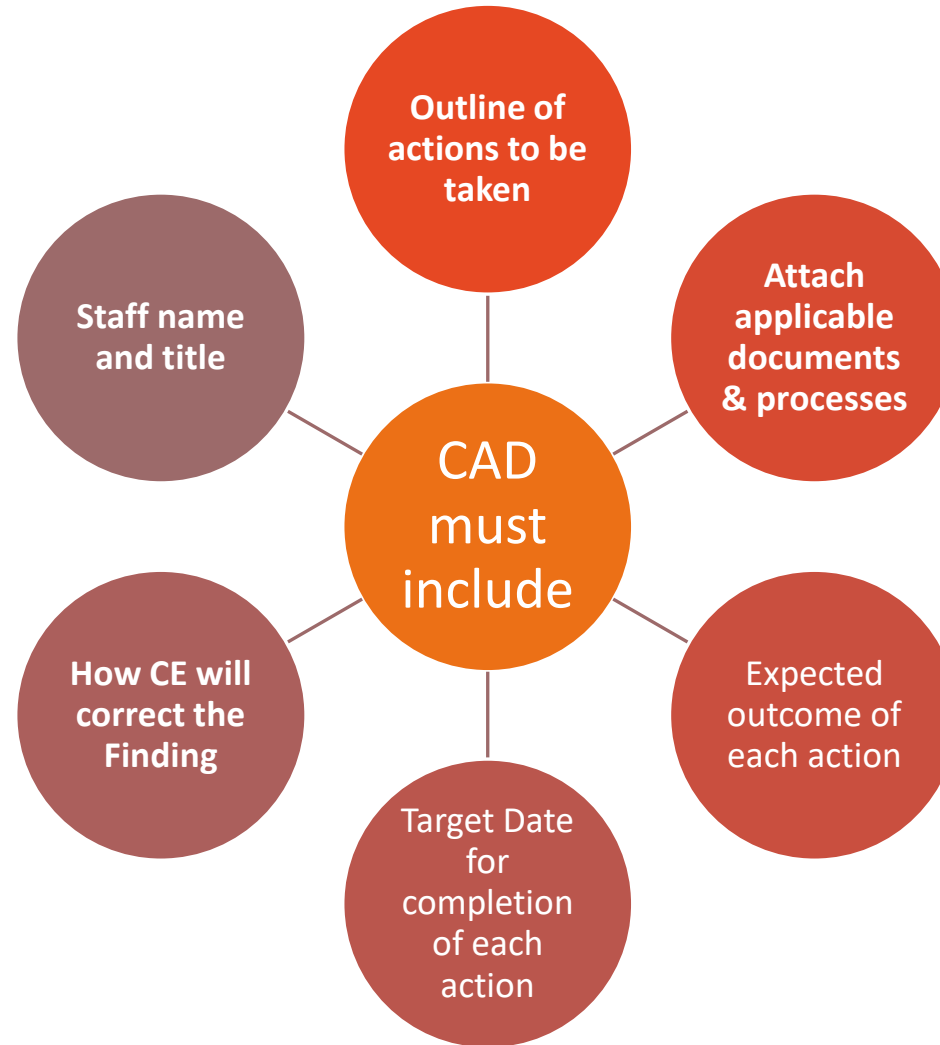 Outline of
actions to be
taken
Attach
applicable
documents
& processes
Expected
outcome of
each action
Target Date
for
completion
of each
action
How CE will
correct the
Finding
Staff name
and title
CAD
must
include